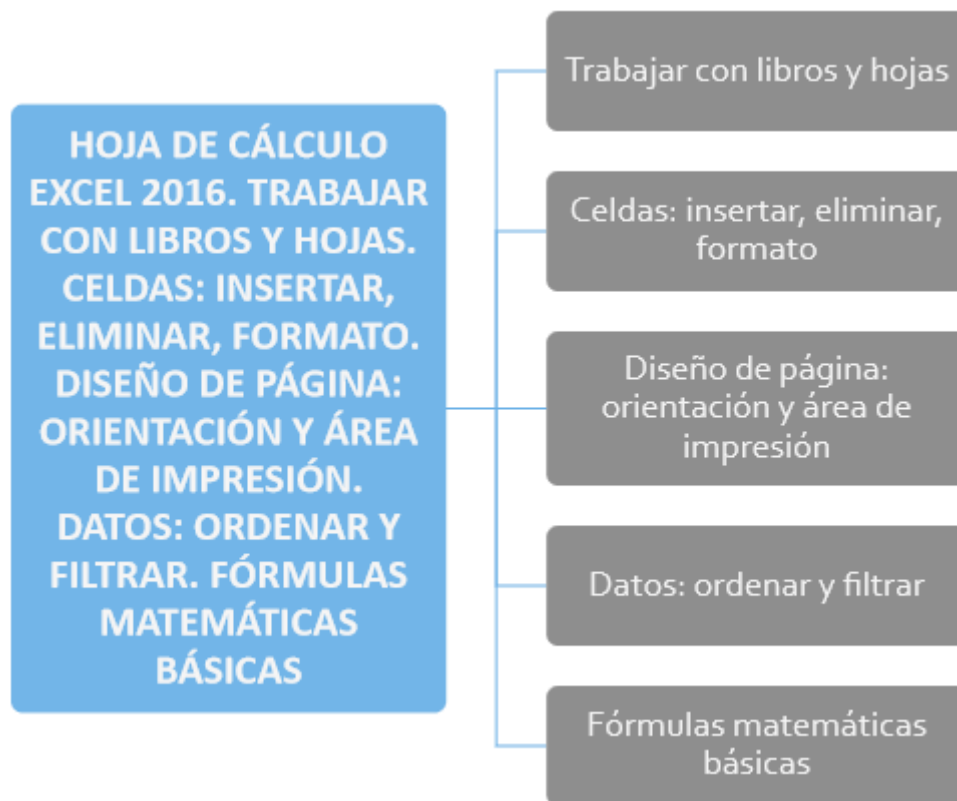 HOJA DE CÁLCULO
EXCEL 2016. TRABAJAR
CON LIBROS Y HOJAS.
CELDAS: INSERTAR,
ELIMINAR, FORMATO.
DISEÑO DE PÁGINA:
ORIENTACIÓN Y ÁREA
DE IMPRESIÓN.
DATOS: ORDENAR Y
FILTRAR. FÓRMULAS
MATEMÁTICAS
BÁSICAS
Trabajar con libros y hojas
Celdas: insertar, eliminar,
formato
Diseño de página:
orientación y área de
impresión
Datos: ordenar y filtrar
Fórmulas matemáticas
básicas